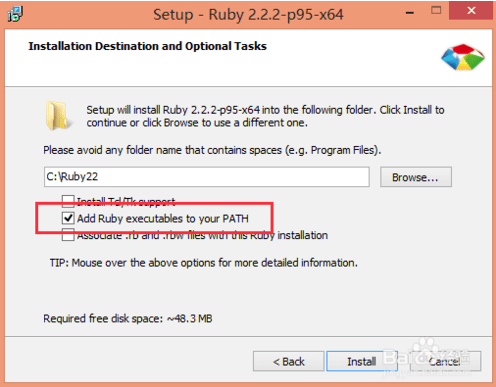 Setup - Ruby 2.2.2-p95-x64
Installation Destination and Optional Tasks
Setup will install Ruby 2.2.2-p95-x64 into the following folder. Click Install to
continue or click Browse to use a different one.
Please avoid any folder name that contains spaces (e.g. Program Files).
C:\Ruby22
Browse...
Install Tcl/Tk support
Add Ruby executables to your PATH
Associate .rb and .rbw files with this Ruby installation
TIP: Mouse over the above options for more detailed information.
Required free disk space: ~48.3 MB
< Back
Install
Cancel